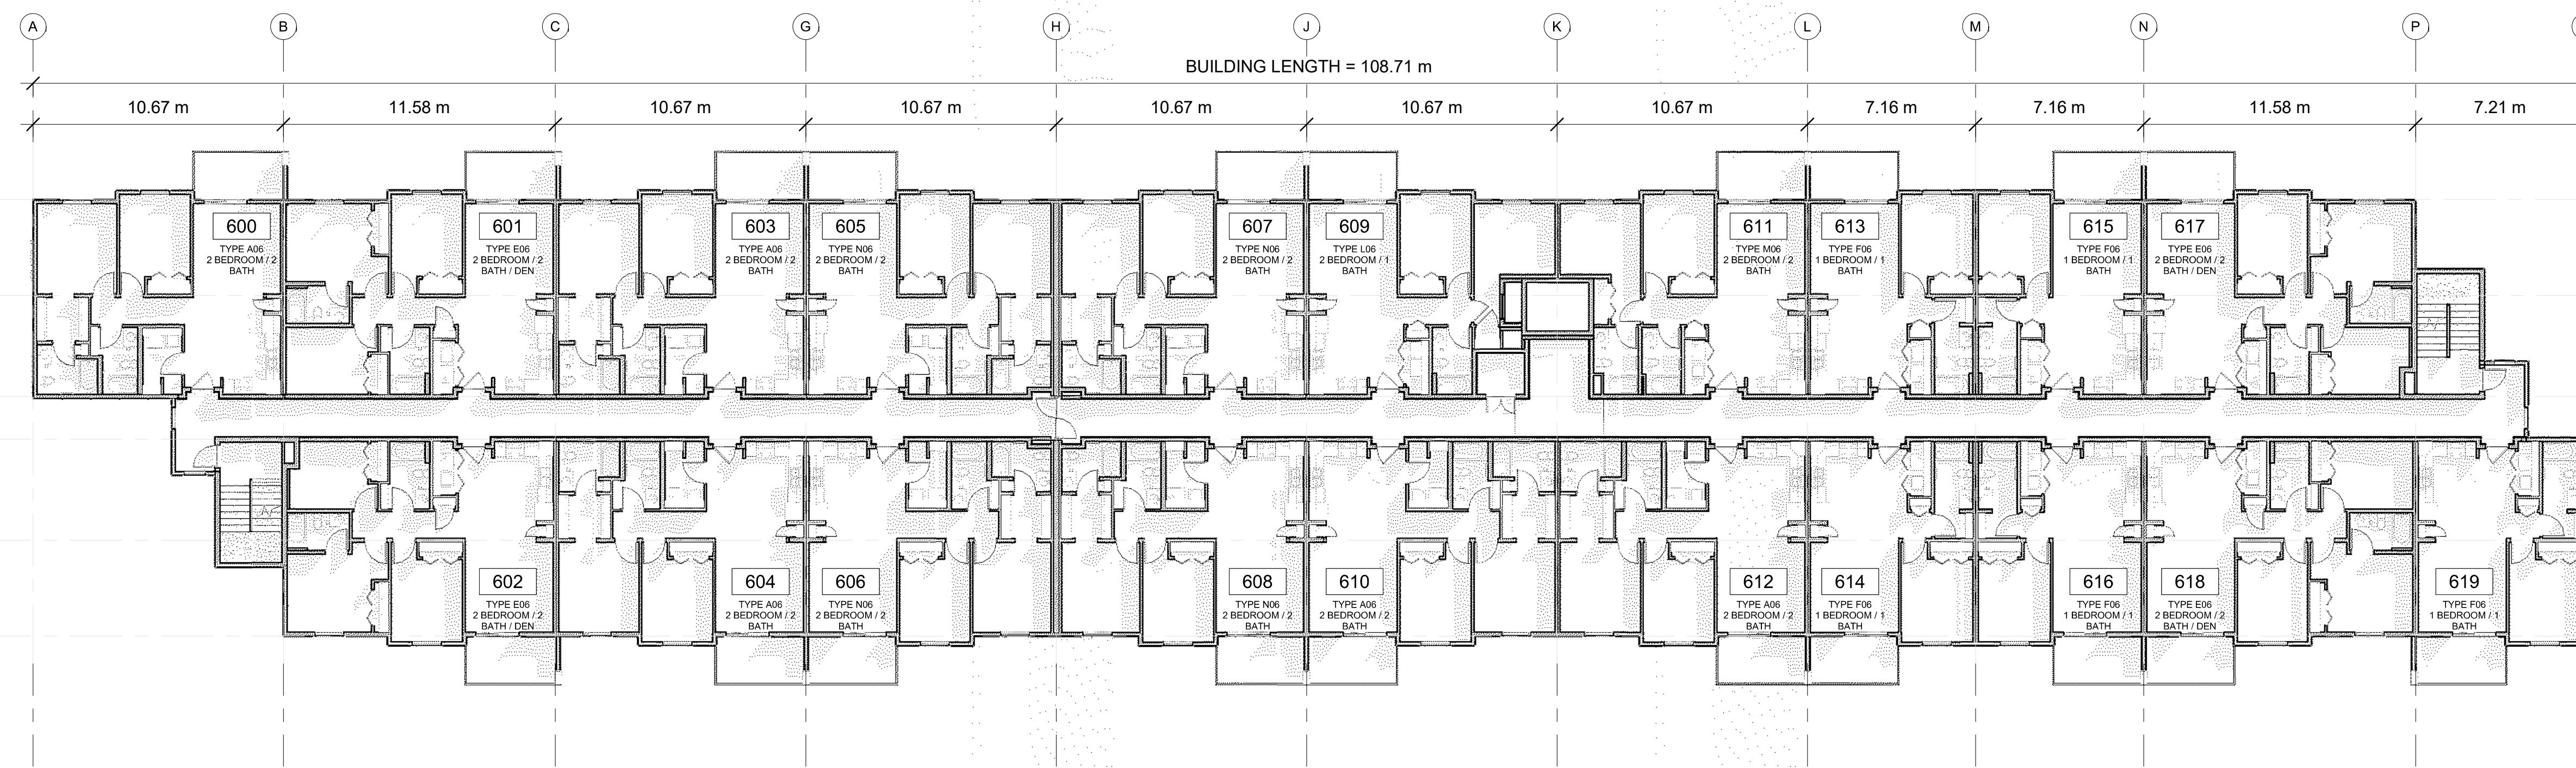 A B C G H J K L M N P
BUILDING LENGTH = 108.71 m
10.67 m 11.58 m 10.67 m 10.67 m 10.67 m 10.67 m 10.67 m 7.16 m 7.16 m 11.58 m 7.21 m
600
TYPE A06
2 BEDROOM / 2
BATH
601
TYPE E06
2 BEDROOM / 2
BATH / DEN
603
TYPE A06
2 BEDROOM / 2
BATH
605
TYPE N06
2 BEDROOM / 2
BATH
607
TYPE N06
2 BEDROOM / 2
BATH
609
TYPE L06
2 BEDROOM / 1
BATH
611
TYPE M06
2 BEDROOM / 2
BATH
613
TYPE F06
1 BEDROOM / 1
BATH
615
TYPE F06
1 BEDROOM / 1
BATH
617
TYPE E06
2 BEDROOM / 2
BATH / DEN
602
TYPE E06
2 BEDROOM / 2
BATH / DEN
604
TYPE A06
2 BEDROOM / 2
BATH
606
TYPE N06
2 BEDROOM / 2
BATH
608
TYPE N06
2 BEDROOM / 2
BATH
610
TYPE A06
2 BEDROOM / 2
BATH
612
TYPE A06
2 BEDROOM / 2
BATH
614
TYPE F06
1 BEDROOM / 1
BATH
616
TYPE F06
1 BEDROOM / 1
BATH
618
TYPE E06
2 BEDROOM / 2
BATH / DEN
619
TYPE F06
1 BEDROOM / 1
BATH